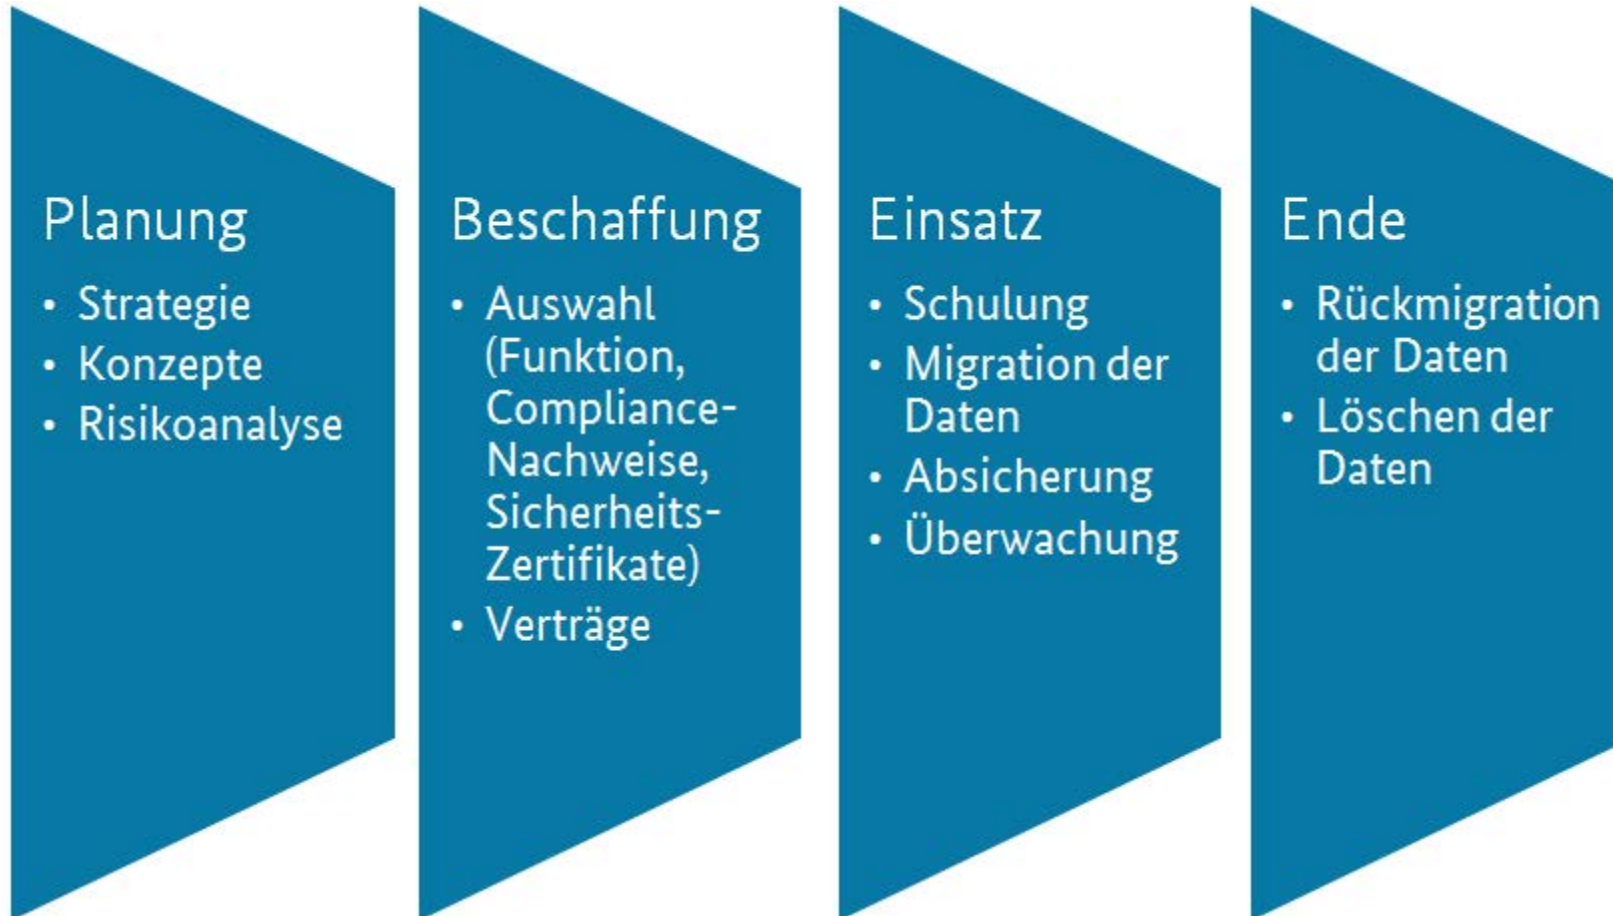 Planung
• Strategie
• Konzepte
• Risikoanalyse
Beschaffung
• Auswahl
(Funktion,
Compliance-
Nachweise,
Sicherheits-
Zertifikate)
• Verträge
Einsatz
• Schulung
• Migration der
Daten
• Absicherung
• Überwachung
Ende
• Rückmigration
der Daten
• Löschen der
Daten